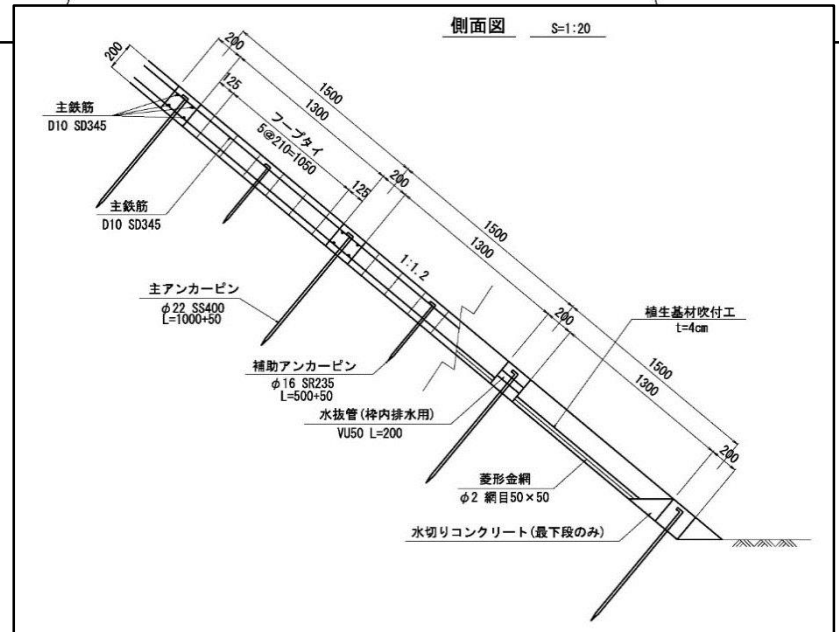 側面図 S=1:20
200
200
1500
1300
125
フープタイ
5@210=1050
125
主鉄筋
D10 SD345
主鉄筋
D10 SD345
200
1500
1300
1:1.2
主アンカーピン
φ22 SS400
L=1000+50
補助アンカーピン
φ16 SR235
L=500+50
水抜管(枠内排水用)
VU50 L=200
200
1500
1300
200
植生基材吹付工
t=4cm
菱形金網
φ2 網目50×50
水切りコンクリート(最下段のみ)